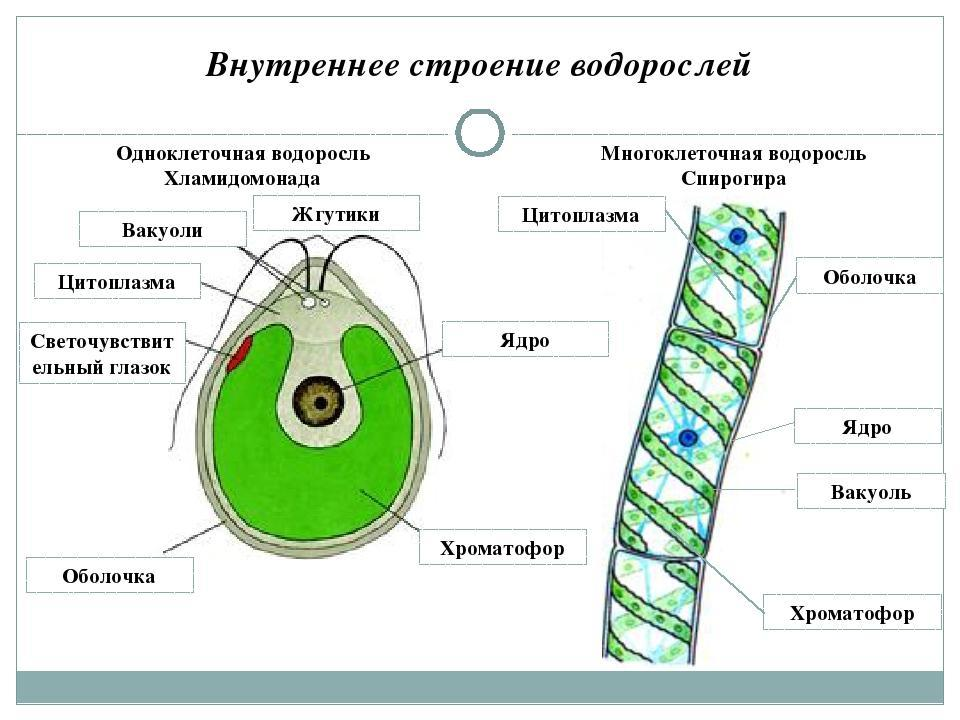 Внутреннее строение водорослей
Одноклеточная водоросль
Хламидомонада
Жгутики
Вакуоли
Цитоплазма
Светочувствит
ельный глазок
Ядро
Хроматофор
Оболочка
Многоклеточная водоросль
Спирогира
Цитоплазма
Оболочка
Ядро
Вакуоль
Хроматофор